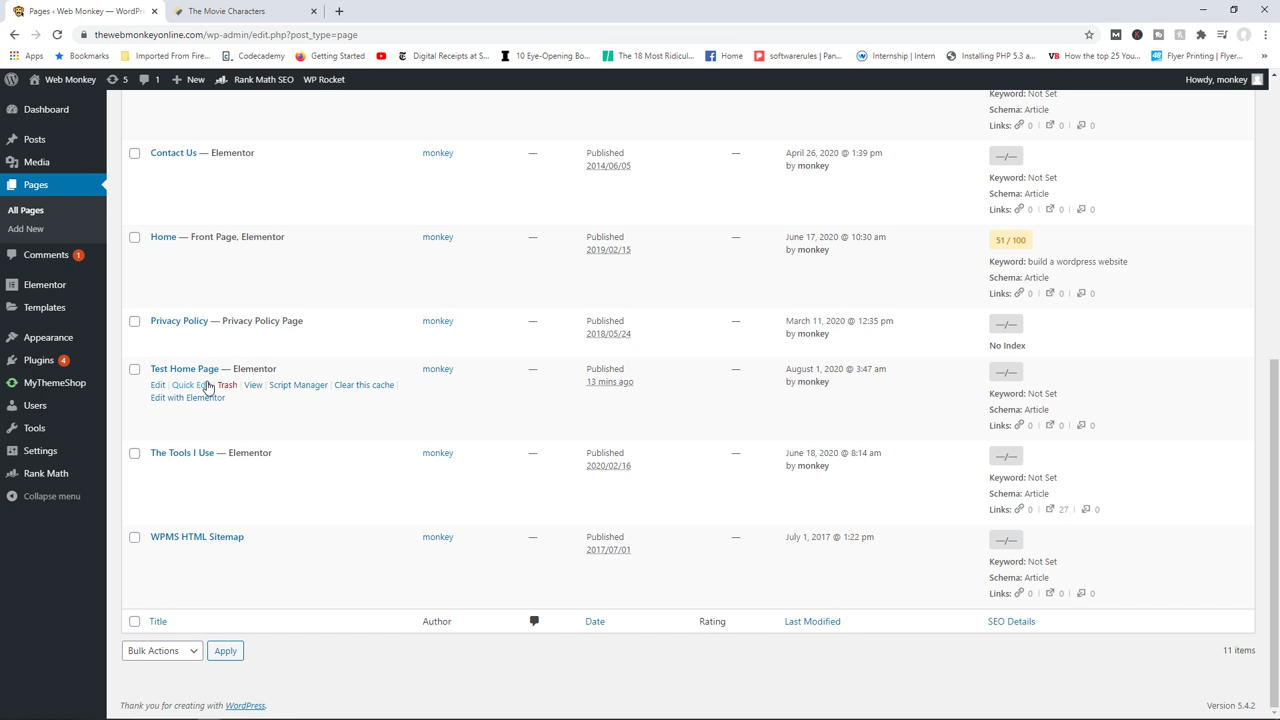 Pages ‹ Web Monkey — WordP
The Movie Characters
thewebmonkeyonline.com/wp-admin/edit.php?post_type=page
Apps Bookmarks Imported From Fire... Codecademy Getting Started Digital Receipts at S... 10 Eye-Opening Bo... The 18 Most Ridicul... Home softwarerules | Pan... Internship | Intern Installing PHP 5.3 a... How the top 25 You... Flyer Printing | Flyer... »
Web Monkey 5 1 New Rank Math SEO WP Rocket Howdy, monkey
Dashboard
Posts
Media
Pages
All Pages
Add New
Comments 1
Elementor
Templates
Appearance
Plugins 4
MyThemeShop
Users
Tools
Settings
Rank Math
Collapse menu
Keyword: Not Set
Schema: Article
Links: 0 | 0 | 0
Contact Us — Elementor monkey — Published — April 26, 2020 @ 1:39 pm —/—
2014/06/05 by monkey
Keyword: Not Set
Schema: Article
Links: 0 | 0 | 0
Home — Front Page, Elementor monkey — Published — June 17, 2020 @ 10:30 am 51 / 100
2019/02/15 by monkey
Keyword: build a wordpress website
Schema: Article
Links: 0 | 0 | 0
Privacy Policy — Privacy Policy Page monkey — Published — March 11, 2020 @ 12:35 pm —/—
2018/05/24 by monkey
No Index
Test Home Page — Elementor monkey — Published — August 1, 2020 @ 3:47 am —/—
Edit | Quick Edit | Trash | View | Script Manager | Clear this cache | 13 mins ago by monkey
Edit with Elementor Keyword: Not Set
Schema: Article
Links: 0 | 0 | 0
The Tools I Use — Elementor monkey — Published — June 18, 2020 @ 8:14 am —/—
2020/02/16 by monkey
Keyword: Not Set
Schema: Article
Links: 0 | 27 | 0
WPMS HTML Sitemap monkey — Published — July 1, 2017 @ 1:22 pm —/—
2017/07/01
Keyword: Not Set
Schema: Article
Links: 0 | 0 | 0
Title Author Date Rating Last Modified SEO Details
Bulk Actions Apply 11 items
Thank you for creating with WordPress. Version 5.4.2